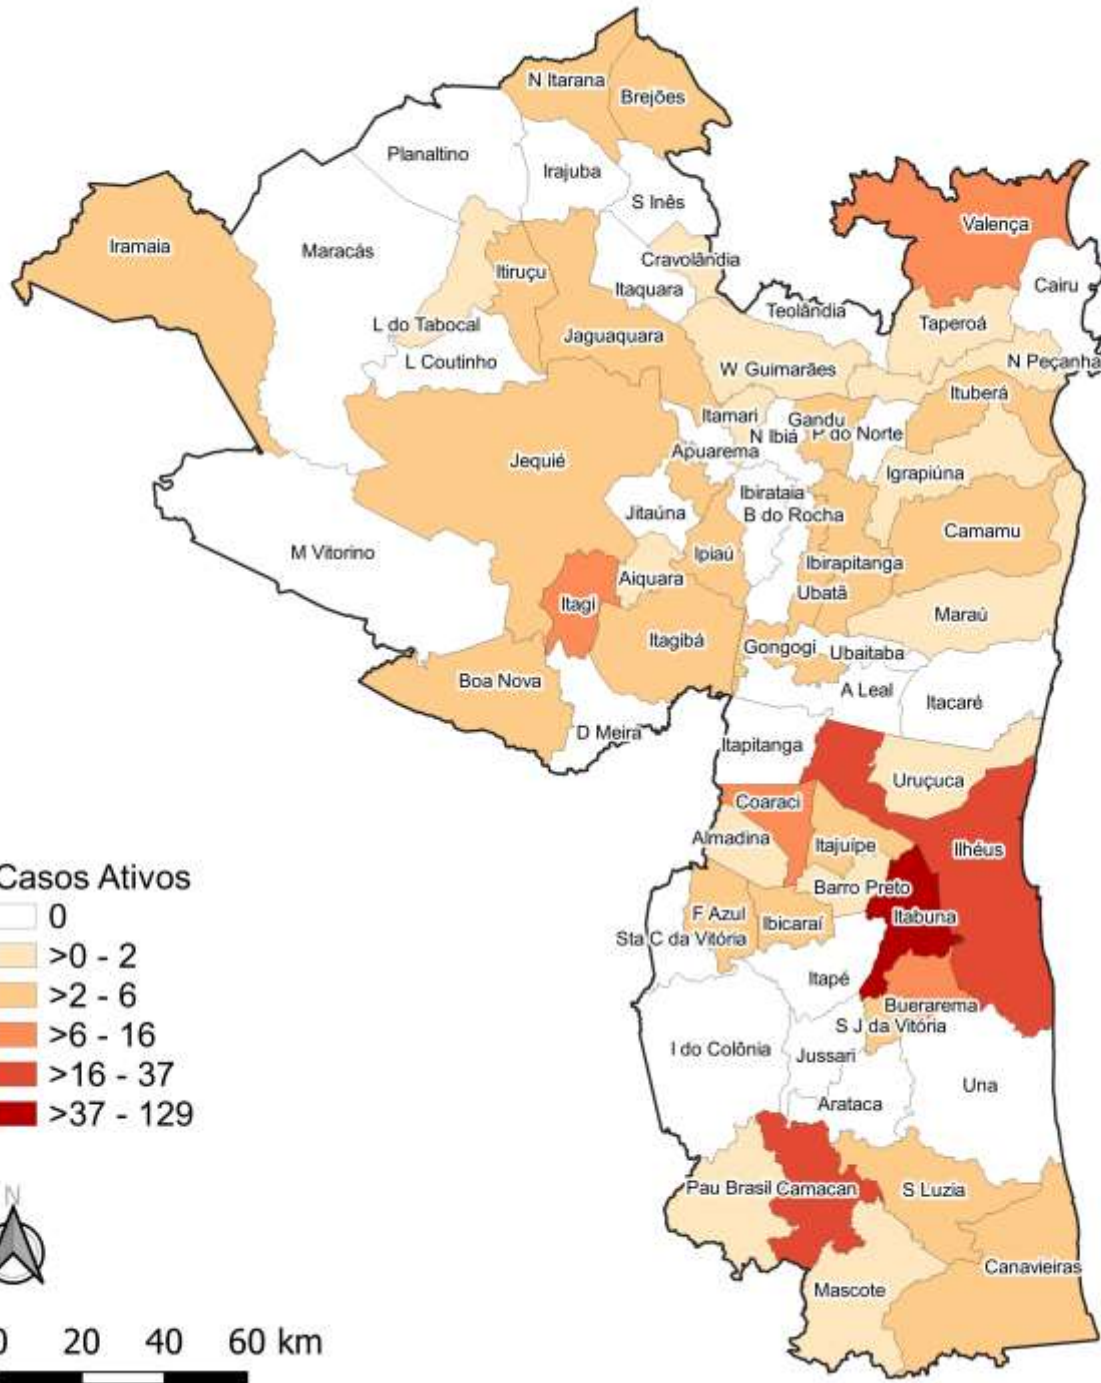 N Itarana
Brejões
Planaltino
Irajuba
S Inês
Valença
Iramaia
Maracás
Itiruçu
Cravolândia
Itaquara
Cairu
Teolândia
L do Tabocal
Taperoá
Jaguaquara
L Coutinho
W Guimarães
N Peçanha
Ituberá
Itamari
Gandu
N Ibiá
P do Norte
Apuarema
Jequié
Igrapiúna
Ibirataia
Jitaúna
B do Rocha
Camamu
M Vitorino
Ipiaú
Ibirapitanga
Aiquara
Ubatã
Itagi
Maraú
Itagibá
Gongogi
Ubaitaba
Boa Nova
A Leal
Itacaré
D Meira
Itapitanga
Uruçuca
Coaraci
Almadina
Itajuípe
Ilhéus
Barro Preto
F Azul
Ibicaraí
Itabuna
Sta C da Vitória
Itapé
Buerarema
S J da Vitória
I do Colônia
Jussari
Una
Arataca
Pau Brasil
Camacan
S Luzia
Canavieiras
Mascote
Casos Ativos
0
>0 - 2
>2 - 6
>6 - 16
>16 - 37
>37 - 129
N
0 20 40 60 km